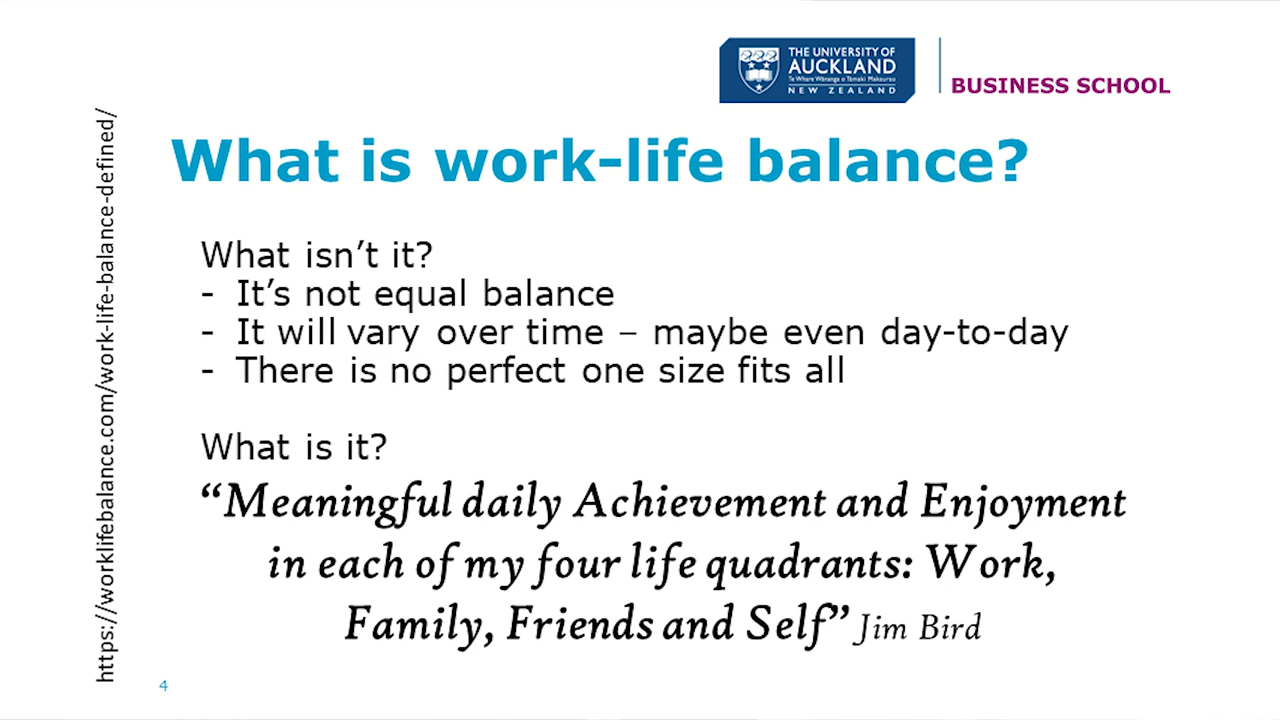 THE UNIVERSITY OF
AUCKLAND
Te Whare Wānanga o Tāmaki Makaurau
NEW ZEALAND
BUSINESS SCHOOL
What is work-life balance?
What isn’t it?
- It’s not equal balance
- It will vary over time – maybe even day-to-day
- There is no perfect one size fits all
What is it?
“Meaningful daily Achievement and Enjoyment
in each of my four life quadrants: Work,
Family, Friends and Self” Jim Bird
https://worklifebalance.com/work-life-balance-defined/
4